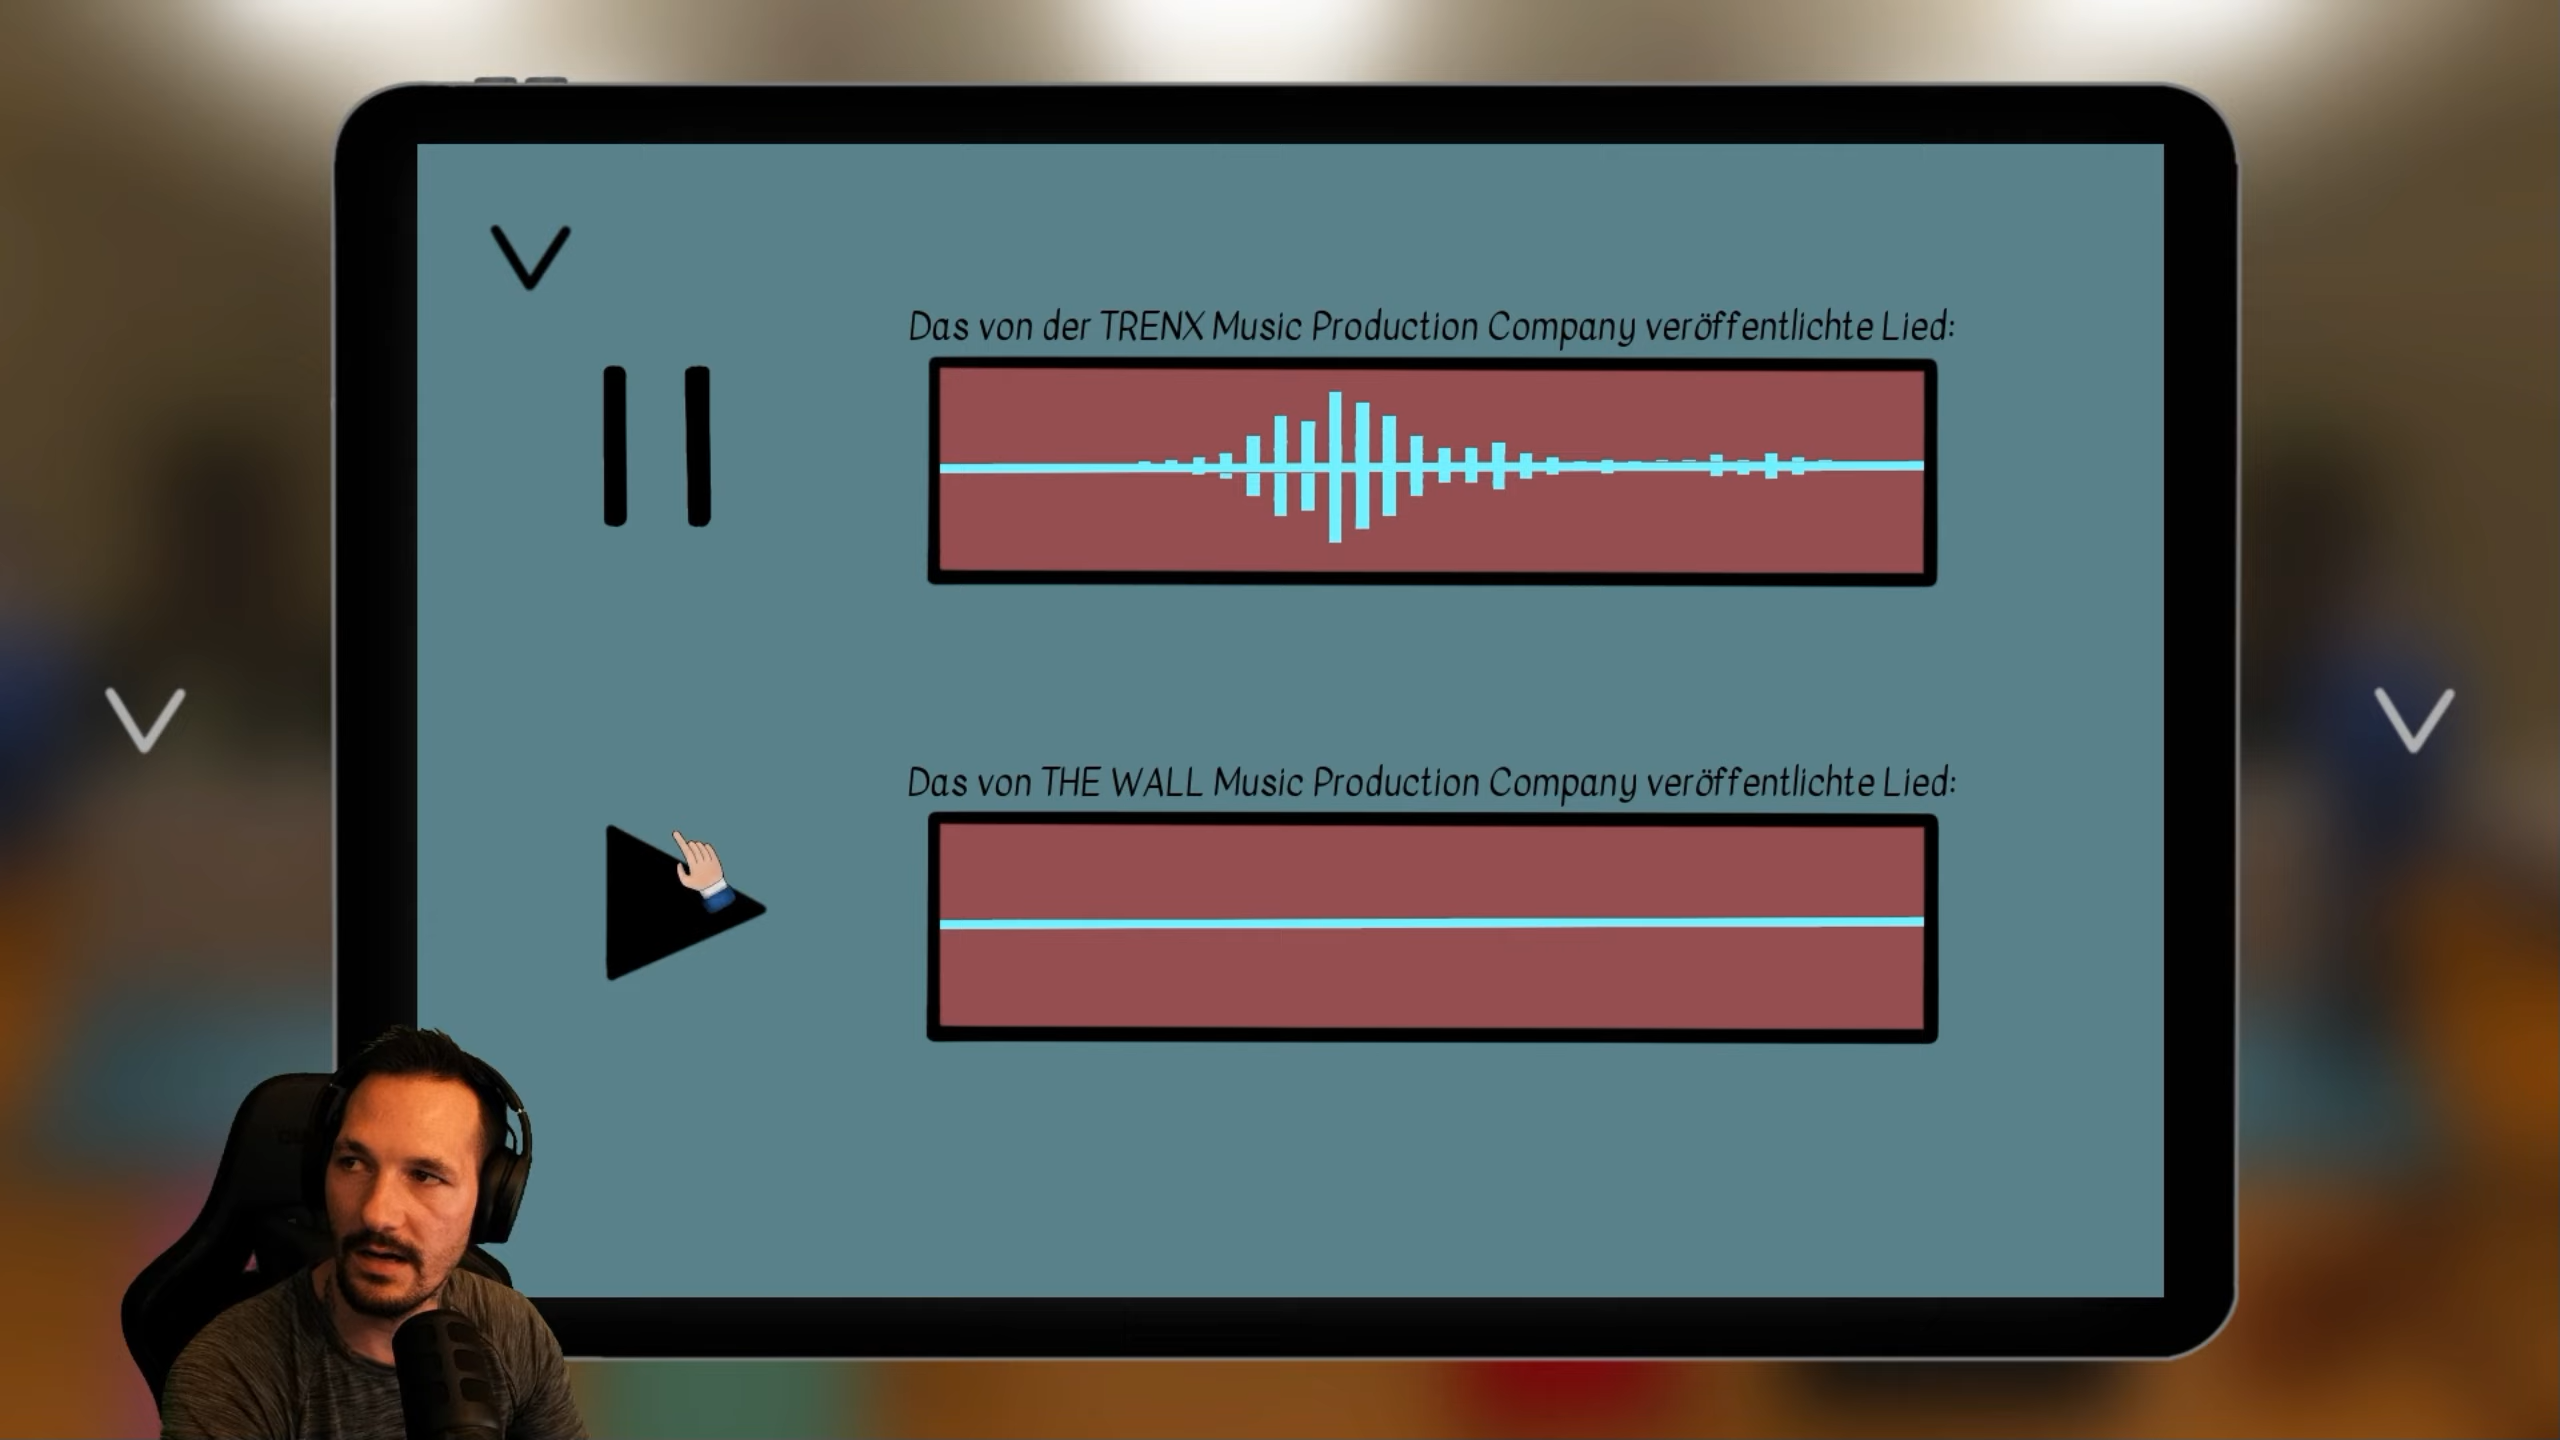 Das von der TRENX Music Production Company veröffentlichte Lied:
Das von THE WALL Music Production Company veröffentlichte Lied: